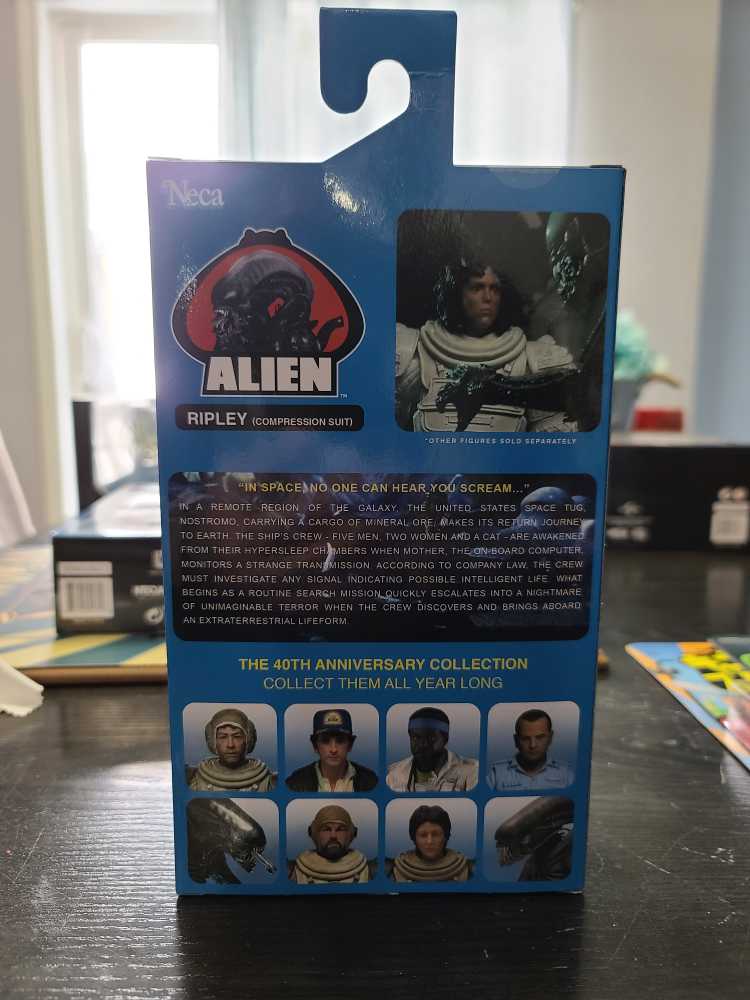 Neca
ALIEN™
RIPLEY (COMPRESSION SUIT)
*OTHER FIGURES SOLD SEPARATELY
"IN SPACE, NO ONE CAN HEAR YOU SCREAM..."
IN A REMOTE REGION OF THE GALAXY, THE UNITED STATES SPACE TUG,
NOSTROMO, CARRYING A CARGO OF MINERAL ORE, MAKES ITS RETURN JOURNEY
TO EARTH. THE SHIP'S CREW - FIVE MEN, TWO WOMEN AND A CAT - ARE AWAKENED
FROM THEIR HYPERSLEEP CHAMBERS WHEN MOTHER, THE ON-BOARD COMPUTER,
MONITORS A STRANGE TRANSMISSION. ACCORDING TO COMPANY LAW, THE CREW
MUST INVESTIGATE ANY SIGNAL INDICATING POSSIBLE INTELLIGENT LIFE. WHAT
BEGINS AS A ROUTINE SEARCH MISSION QUICKLY ESCALATES INTO A NIGHTMARE
OF UNIMAGINABLE TERROR WHEN THE CREW DISCOVERS AND BRINGS ABOARD
AN EXTRATERRESTRIAL LIFEFORM.
THE 40TH ANNIVERSARY COLLECTION
COLLECT THEM ALL YEAR LONG